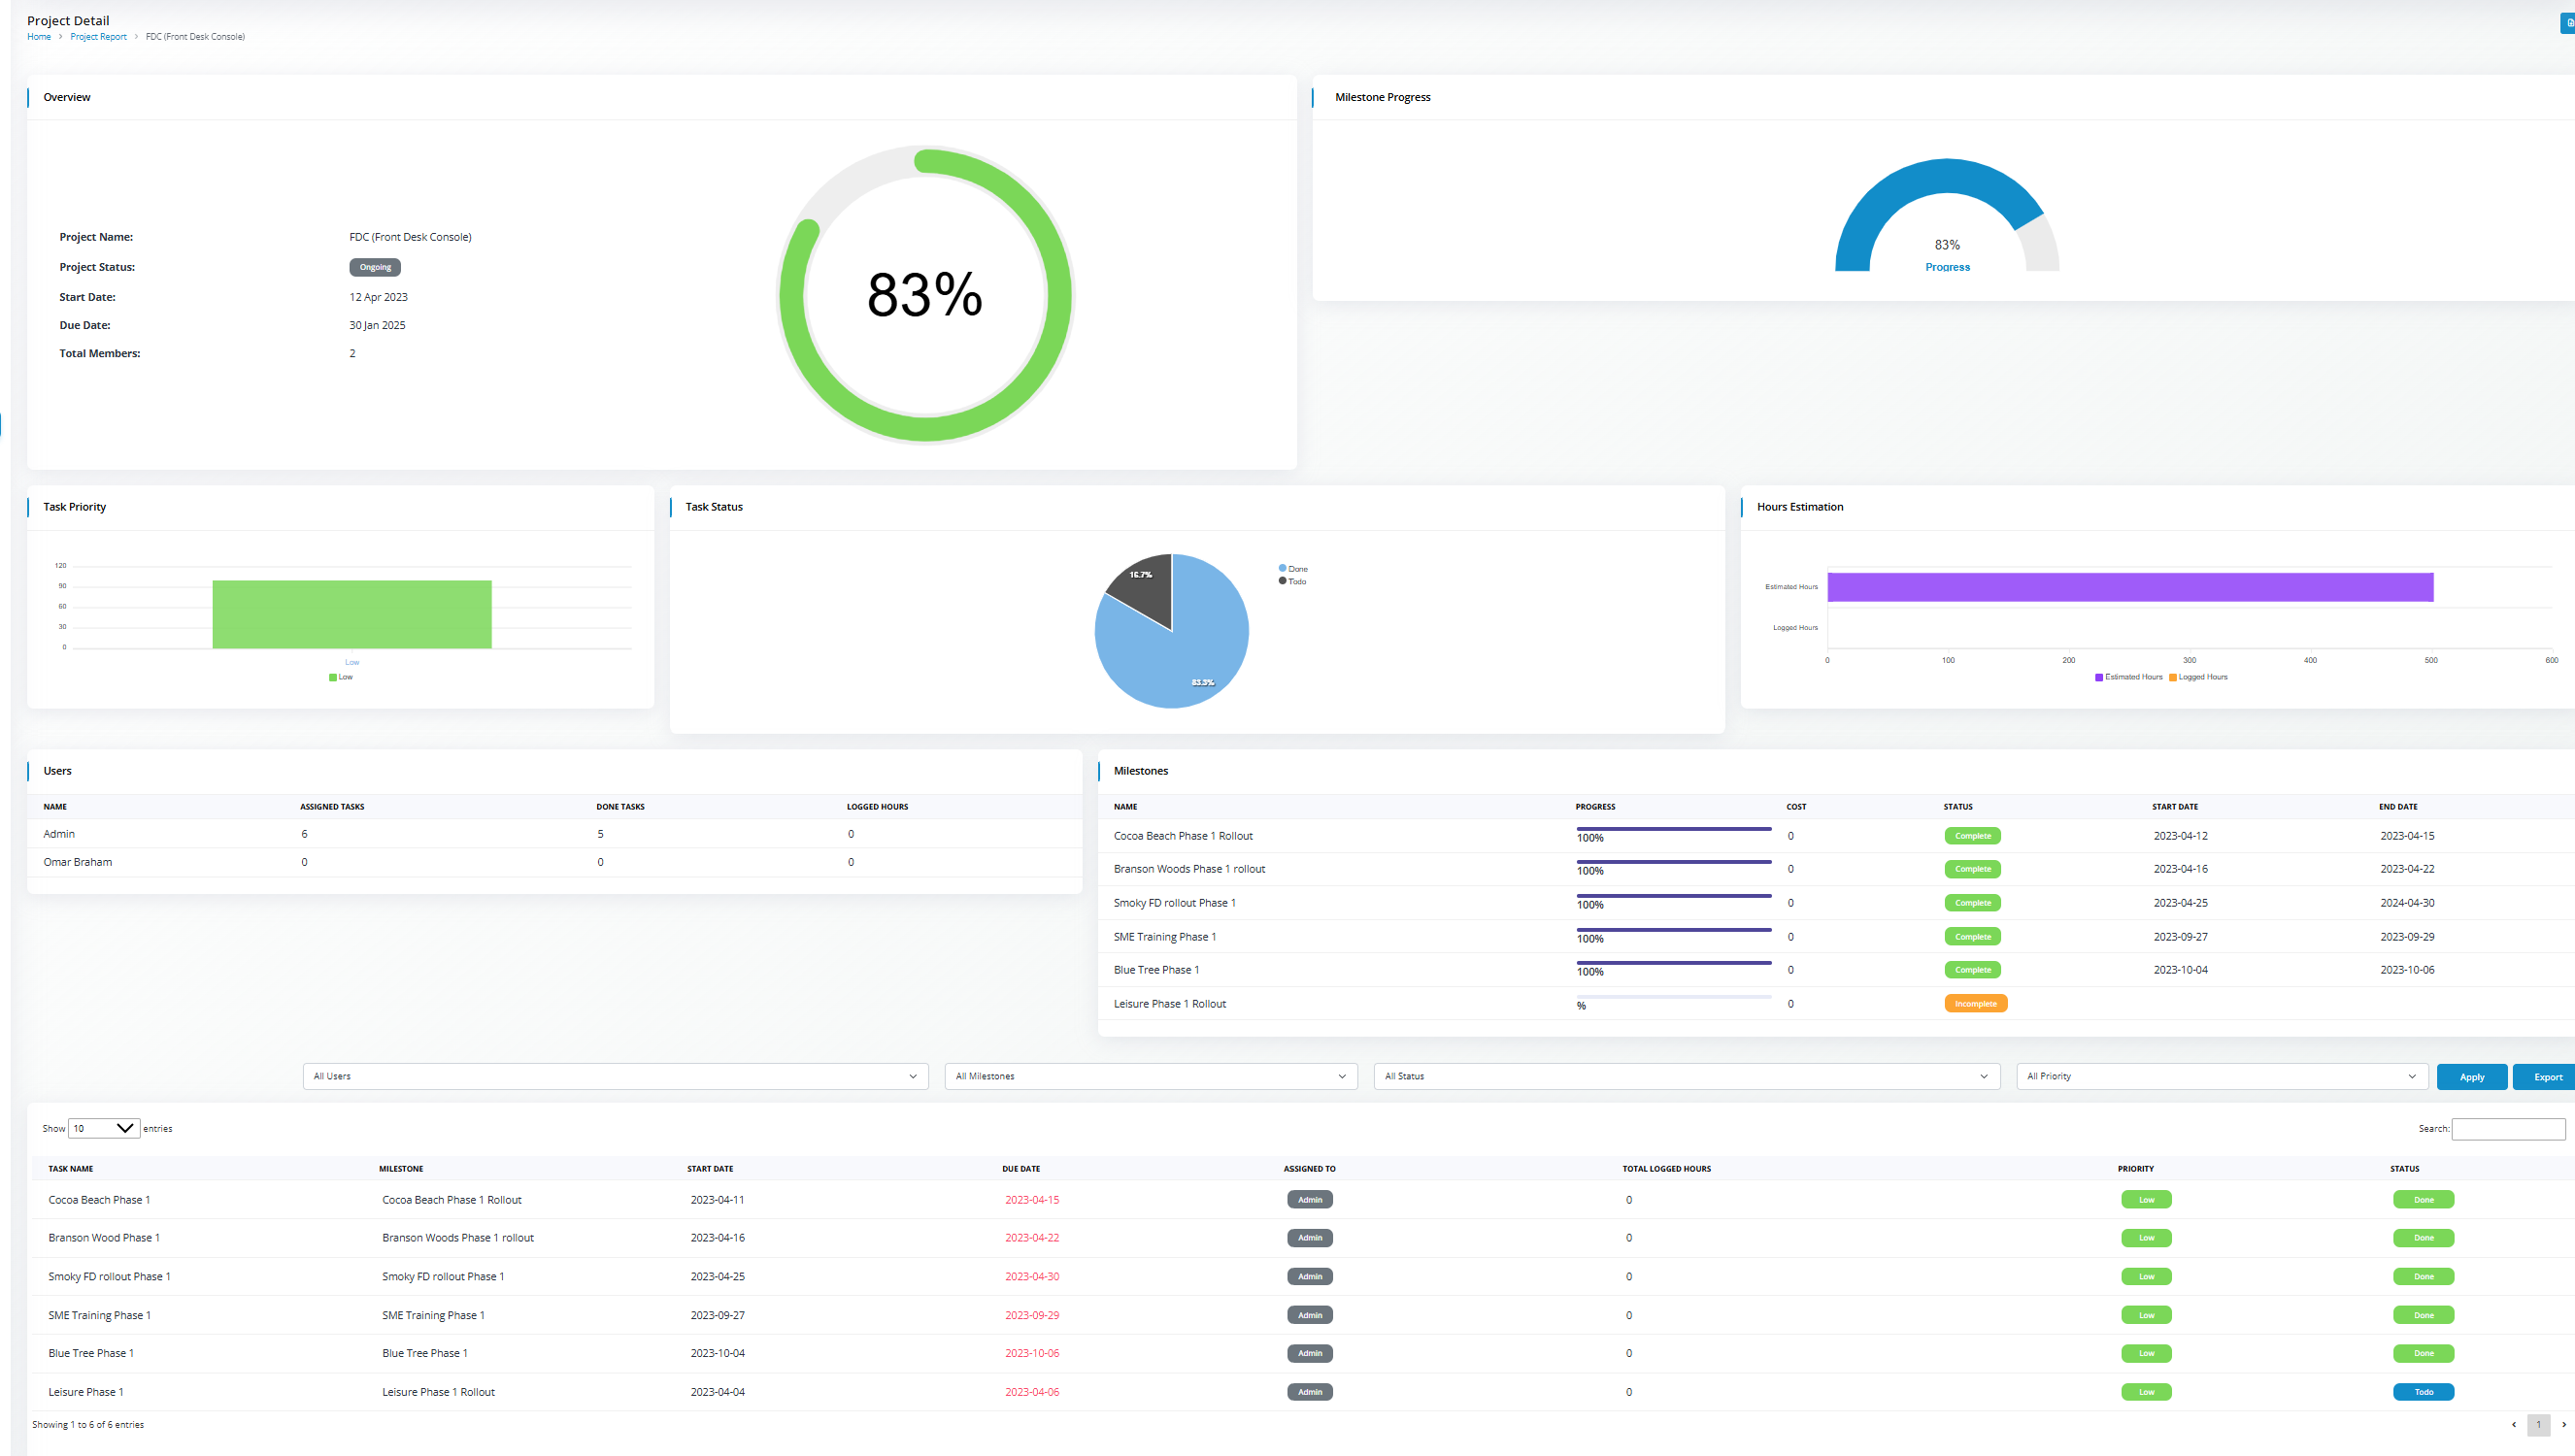 Project Detail
Home > Project Report > FDC (Front Desk Console)
Overview
Project Name: FDC (Front Desk Console)
Project Status: Ongoing
Start Date: 12 Apr 2023
Due Date: 30 Jan 2025
Total Members: 2
83%
Milestone Progress
83%
Progress
Task Priority
120
90
60
30
0
Low
Low
Task Status
16.7%
83.3%
Done
Todo
Hours Estimation
Estimated Hours
Logged Hours
0 100 200 300 400 500 600
Estimated Hours Logged Hours
Users
NAME ASSIGNED TASKS DONE TASKS LOGGED HOURS
Admin 6 5 0
Omar Braham 0 0 0
Milestones
NAME PROGRESS COST STATUS START DATE END DATE
Cocoa Beach Phase 1 Rollout 100% 0 Complete 2023-04-12 2023-04-15
Branson Woods Phase 1 rollout 100% 0 Complete 2023-04-16 2023-04-22
Smoky FD rollout Phase 1 100% 0 Complete 2023-04-25 2024-04-30
SME Training Phase 1 100% 0 Complete 2023-09-27 2023-09-29
Blue Tree Phase 1 100% 0 Complete 2023-10-04 2023-10-06
Leisure Phase 1 Rollout % 0 Incomplete
All Users All Milestones All Status All Priority Apply Export
Show 10 entries Search:
TASK NAME MILESTONE START DATE DUE DATE ASSIGNED TO TOTAL LOGGED HOURS PRIORITY STATUS
Cocoa Beach Phase 1 Cocoa Beach Phase 1 Rollout 2023-04-11 2023-04-15 Admin 0 Low Done
Branson Wood Phase 1 Branson Woods Phase 1 rollout 2023-04-16 2023-04-22 Admin 0 Low Done
Smoky FD rollout Phase 1 Smoky FD rollout Phase 1 2023-04-25 2023-04-30 Admin 0 Low Done
SME Training Phase 1 SME Training Phase 1 2023-09-27 2023-09-29 Admin 0 Low Done
Blue Tree Phase 1 Blue Tree Phase 1 2023-10-04 2023-10-06 Admin 0 Low Done
Leisure Phase 1 Leisure Phase 1 Rollout 2023-04-04 2023-04-06 Admin 0 Low Todo
Showing 1 to 6 of 6 entries ‹ 1 ›